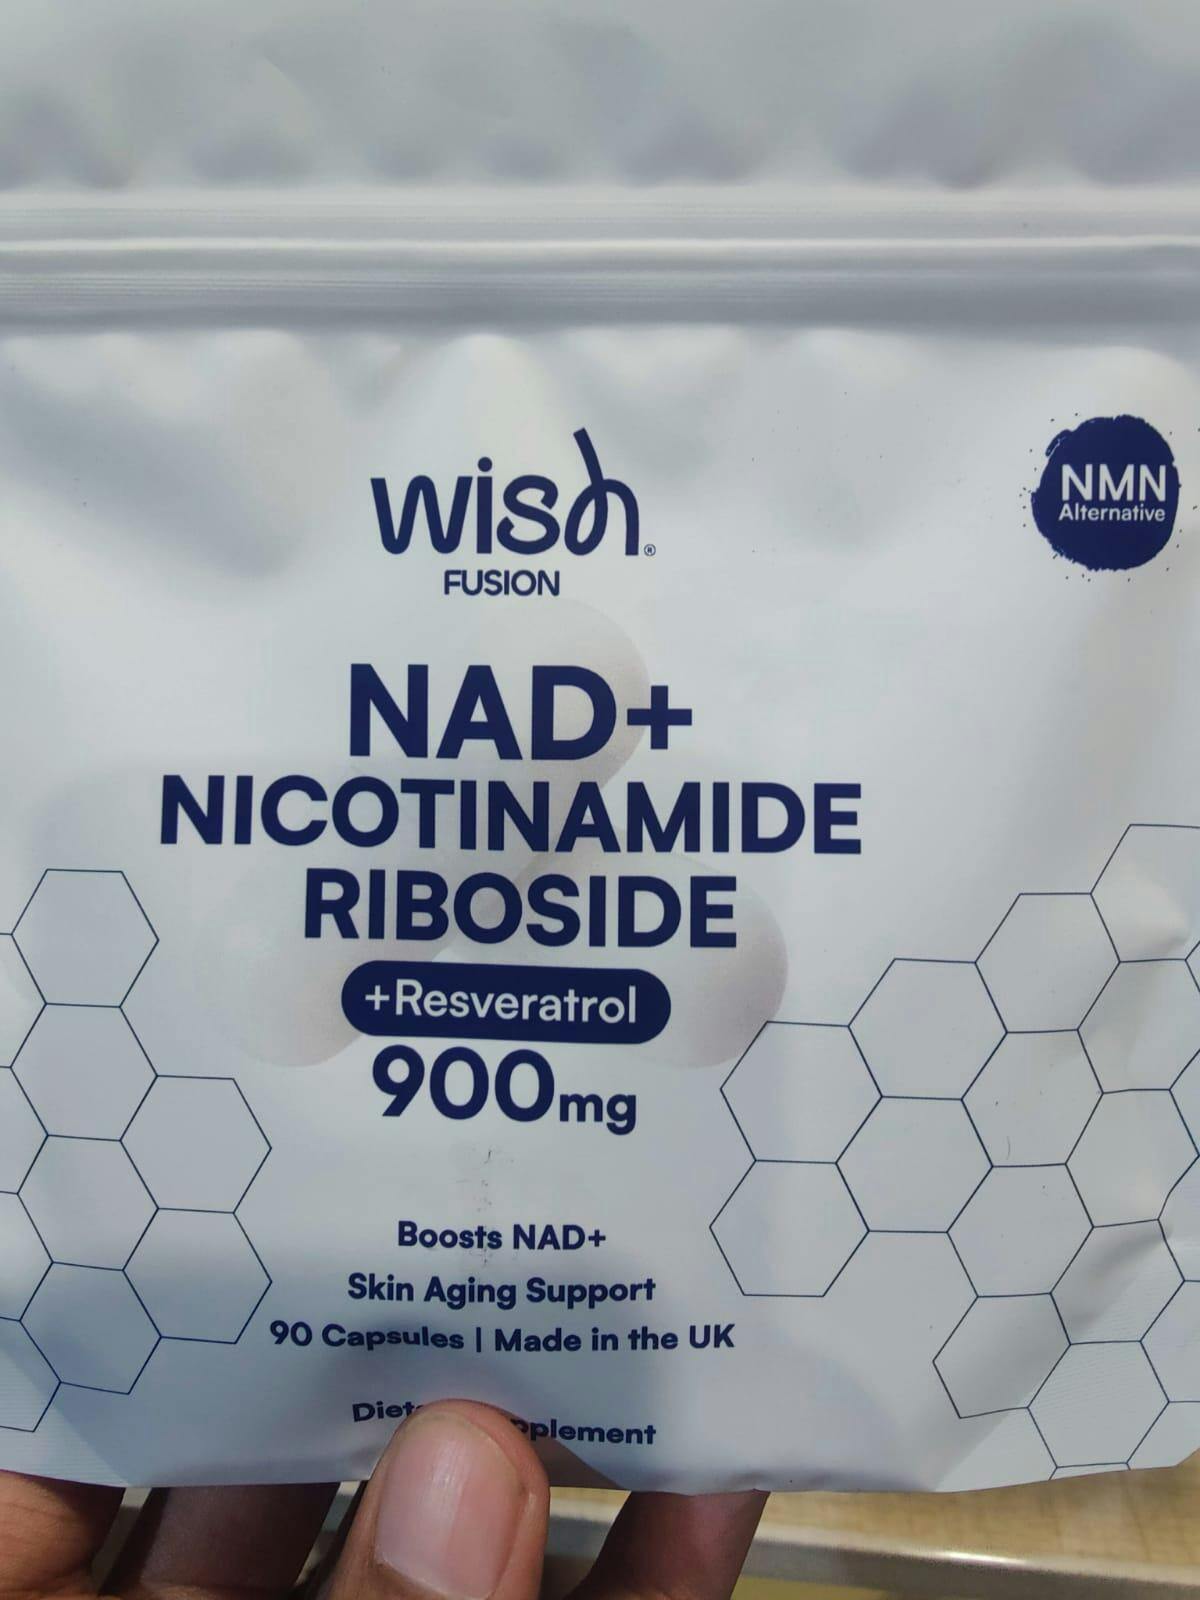 wish®
FUSION
NMN
Alternative
NAD+
NICOTINAMIDE
RIBOSIDE
+Resveratrol
900mg
Boosts NAD+
Skin Aging Support
90 Capsules | Made in the UK